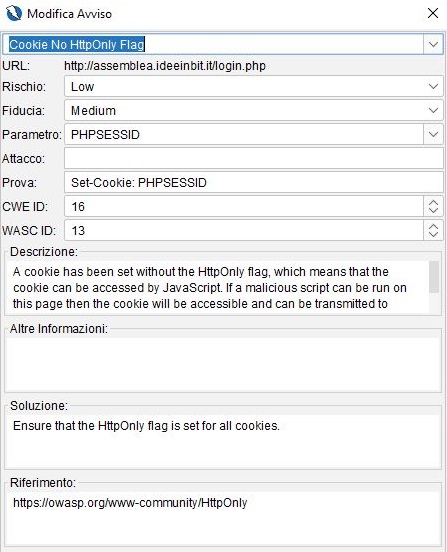 Modifica Avviso
Cookie No HttpOnly Flag
URL: http://assemblea.ideeinbit.it/login.php
Rischio: Low
Fiducia: Medium
Parametro: PHPSESSID
Attacco:
Prova: Set-Cookie: PHPSESSID
CWE ID: 16
WASC ID: 13
Descrizione:
A cookie has been set without the HttpOnly flag, which means that the
cookie can be accessed by JavaScript. If a malicious script can be run on
this page then the cookie will be accessible and can be transmitted to
Altre Informazioni:
Soluzione:
Ensure that the HttpOnly flag is set for all cookies.
Riferimento:
https://owasp.org/www-community/HttpOnly